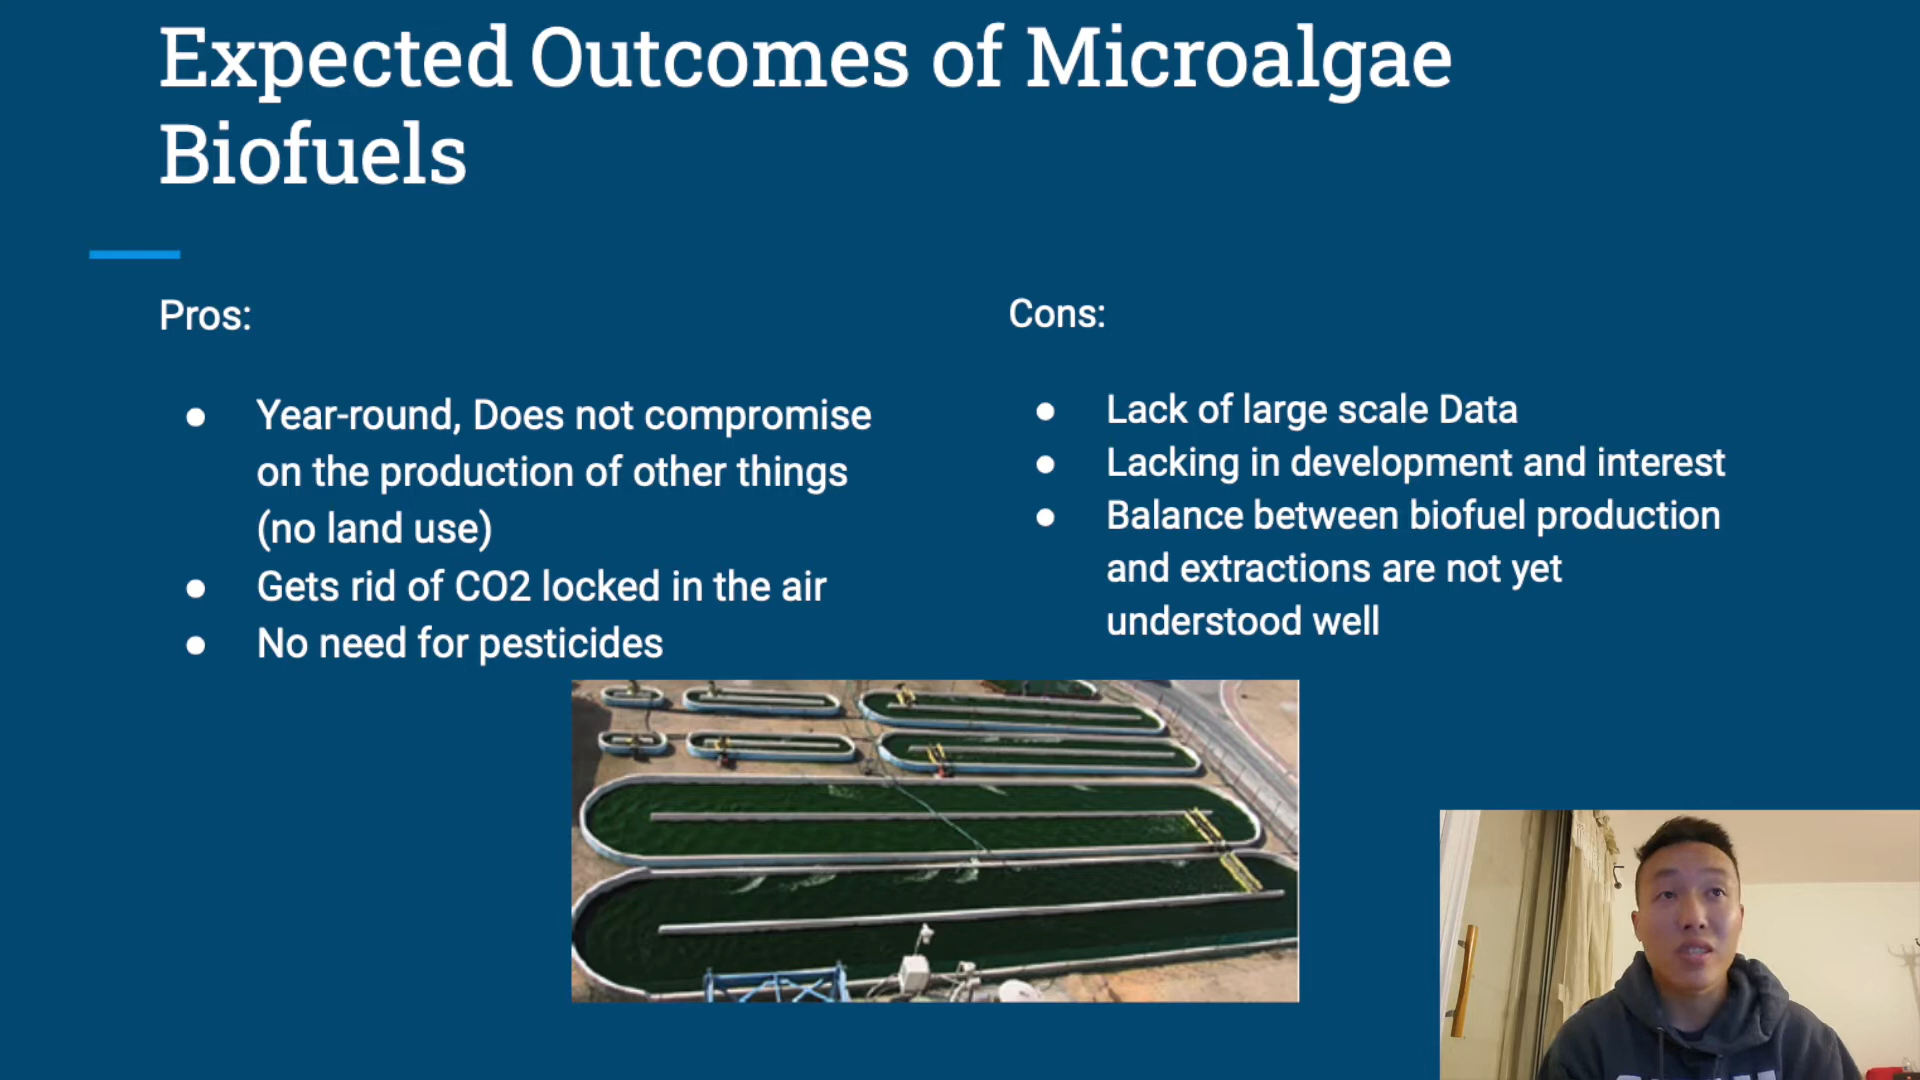 Expected Outcomes of Microalgae
Biofuels
Pros:
● Year-round, Does not compromise
on the production of other things
(no land use)
● Gets rid of CO2 locked in the air
● No need for pesticides
Cons:
● Lack of large scale Data
● Lacking in development and interest
● Balance between biofuel production
and extractions are not yet
understood well